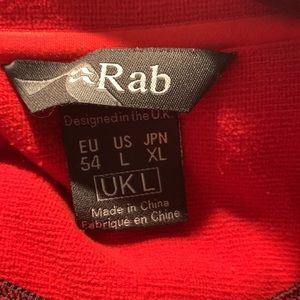 Rab
Designed in the U.K.
EU US JPN
54 L XL
UK L
Made in China
Fabriqué en Chine